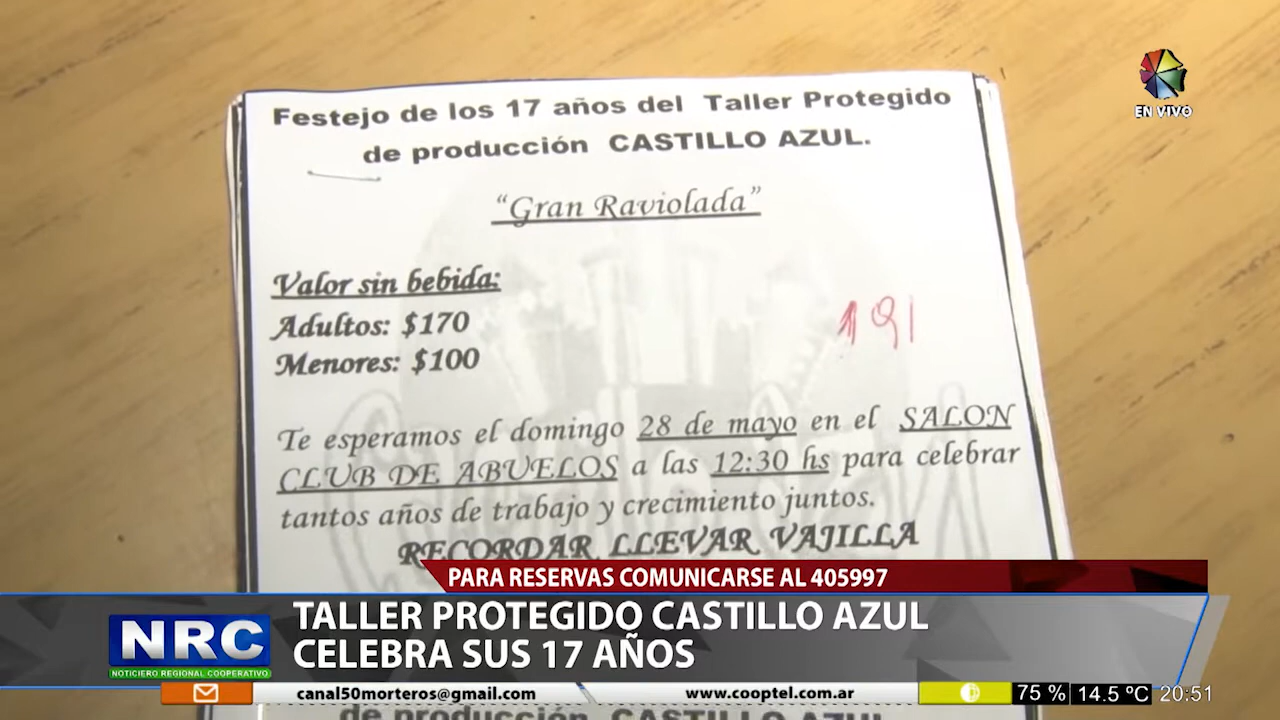 EN VIVO
Festejo de los 17 años del Taller Protegido
de producción CASTILLO AZUL.
“Gran Raviolada”
Valor sin bebida:
Adultos: $170
Menores: $100
191
Te esperamos el domingo 28 de mayo en el SALON
CLUB DE ABUELOS a las 12:30 hs para celebrar
tantos años de trabajo y crecimiento juntos.
RECORDAR LLEVAR VAJILLA
PARA RESERVAS COMUNICARSE AL 405997
TALLER PROTEGIDO CASTILLO AZUL
CELEBRA SUS 17 AÑOS
NRC
NOTICIERO REGIONAL COOPERATIVO
canal50morteros@gmail.com www.cooptel.com.ar 75 % 14.5 ºC 20:51
de producción CASTILLO AZUL